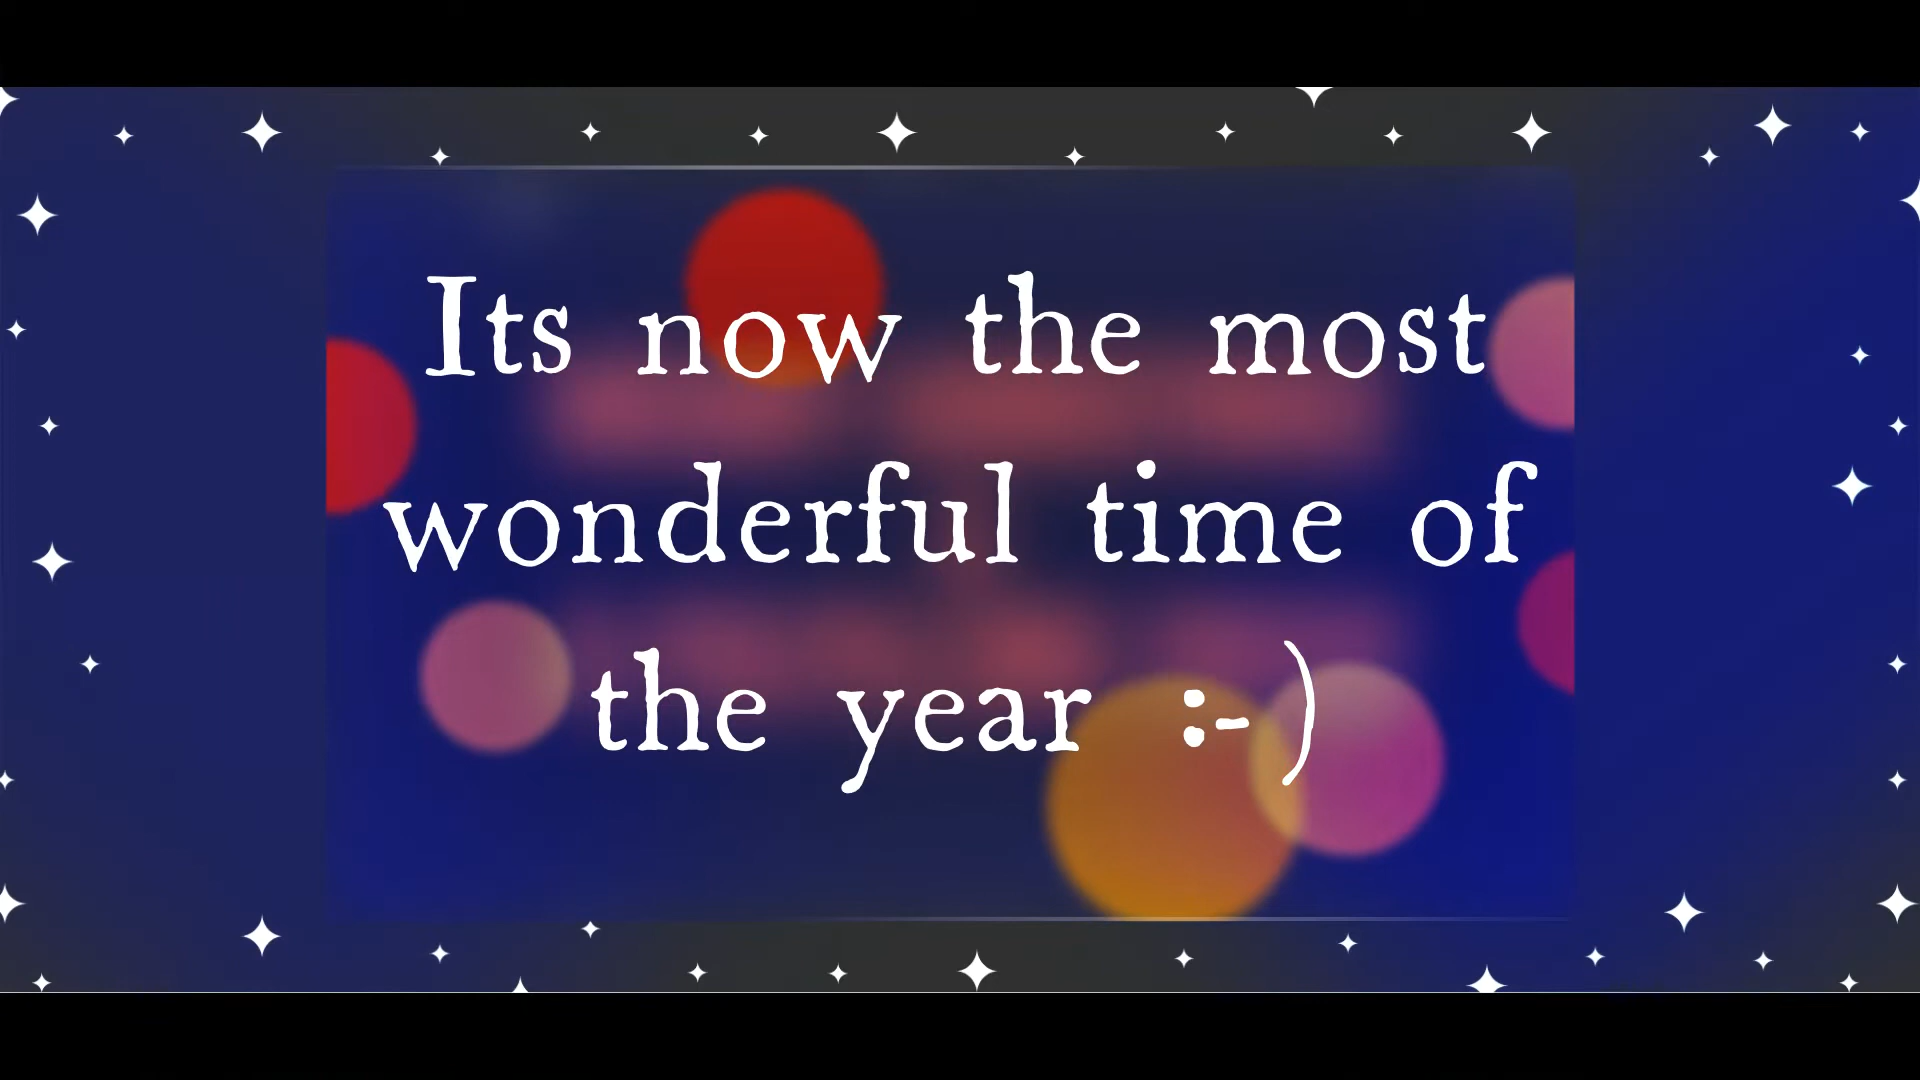 Its now the most
wonderful time of
the year :-)